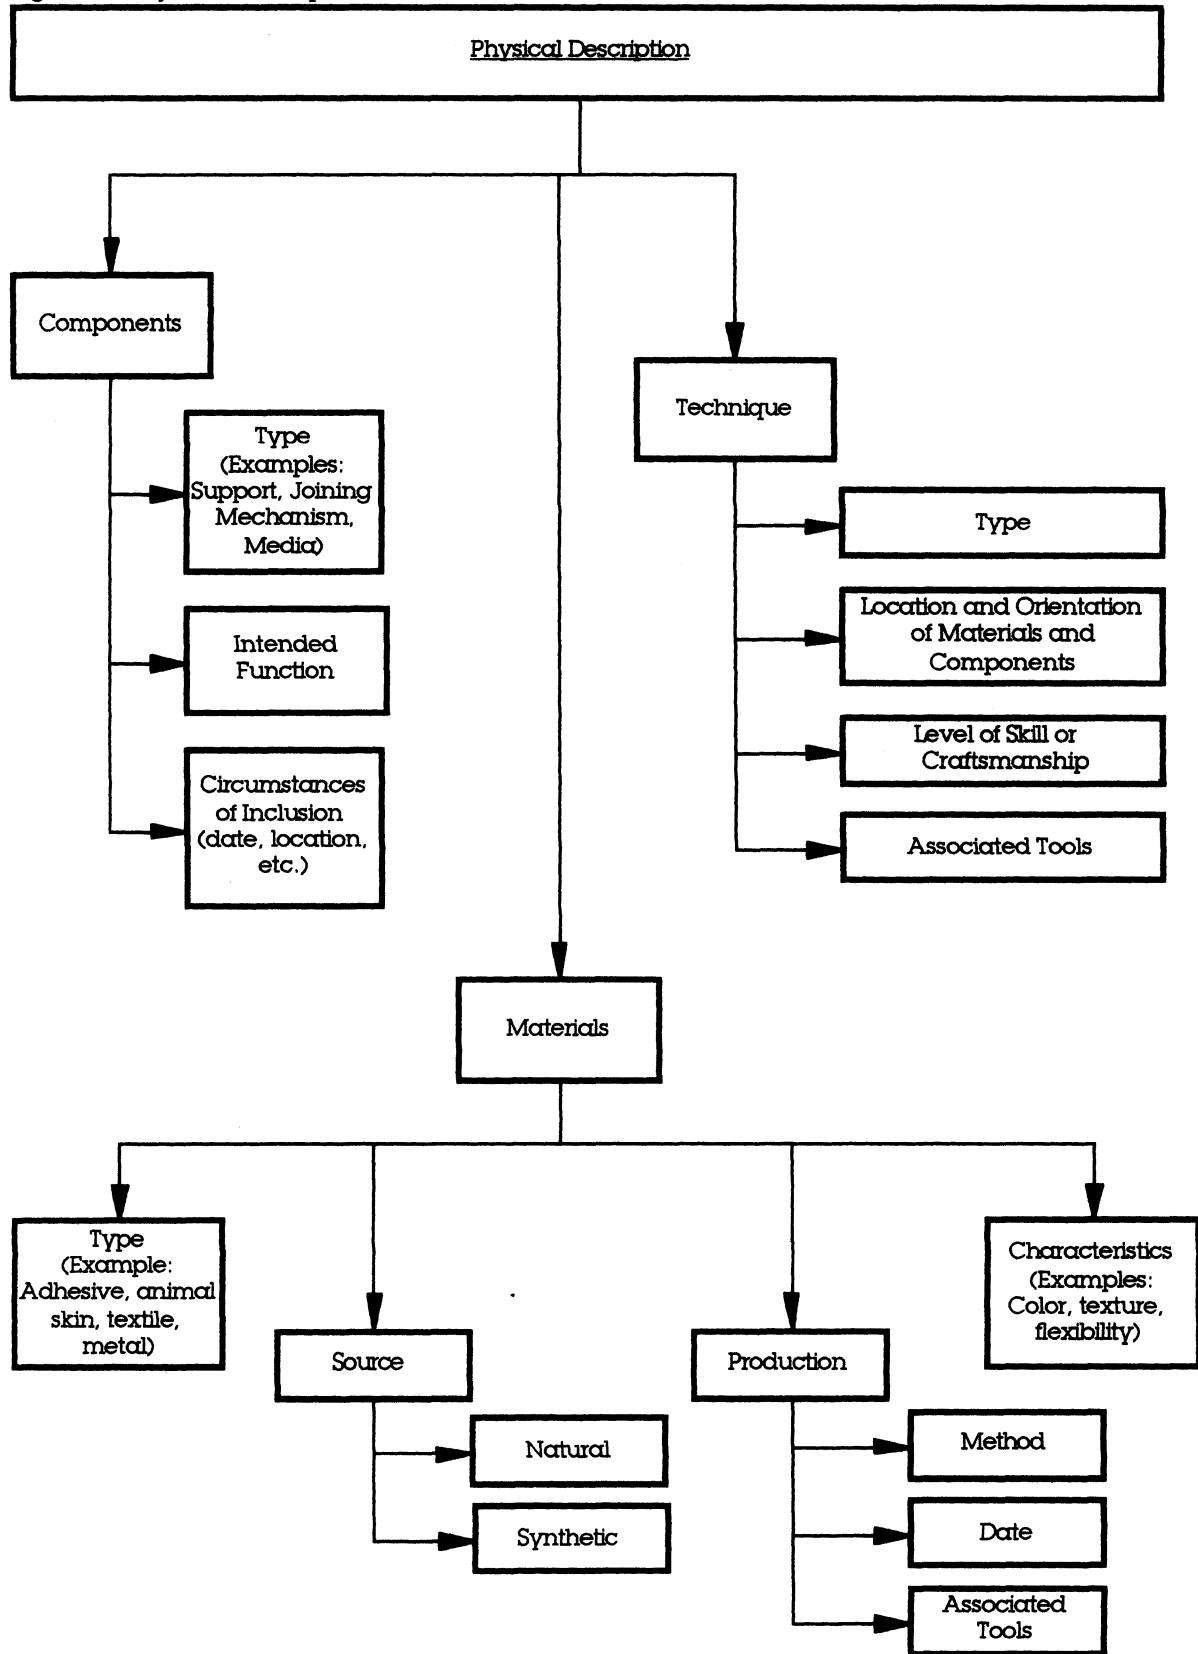 Physical Description
Components
Type
(Examples:
Support, Joining
Mechanism,
Media)
Intended
Function
Circumstances
of Inclusion
(date, location,
etc.)
Technique
Type
Location and Orientation
of Materials and
Components
Level of Skill or
Craftsmanship
Associated Tools
Materials
Type
(Example:
Adhesive, animal
skin, textile,
metal)
Source
Natural
Synthetic
Production
Method
Date
Associated
Tools
Characteristics
(Examples:
Color, texture,
flexibility)